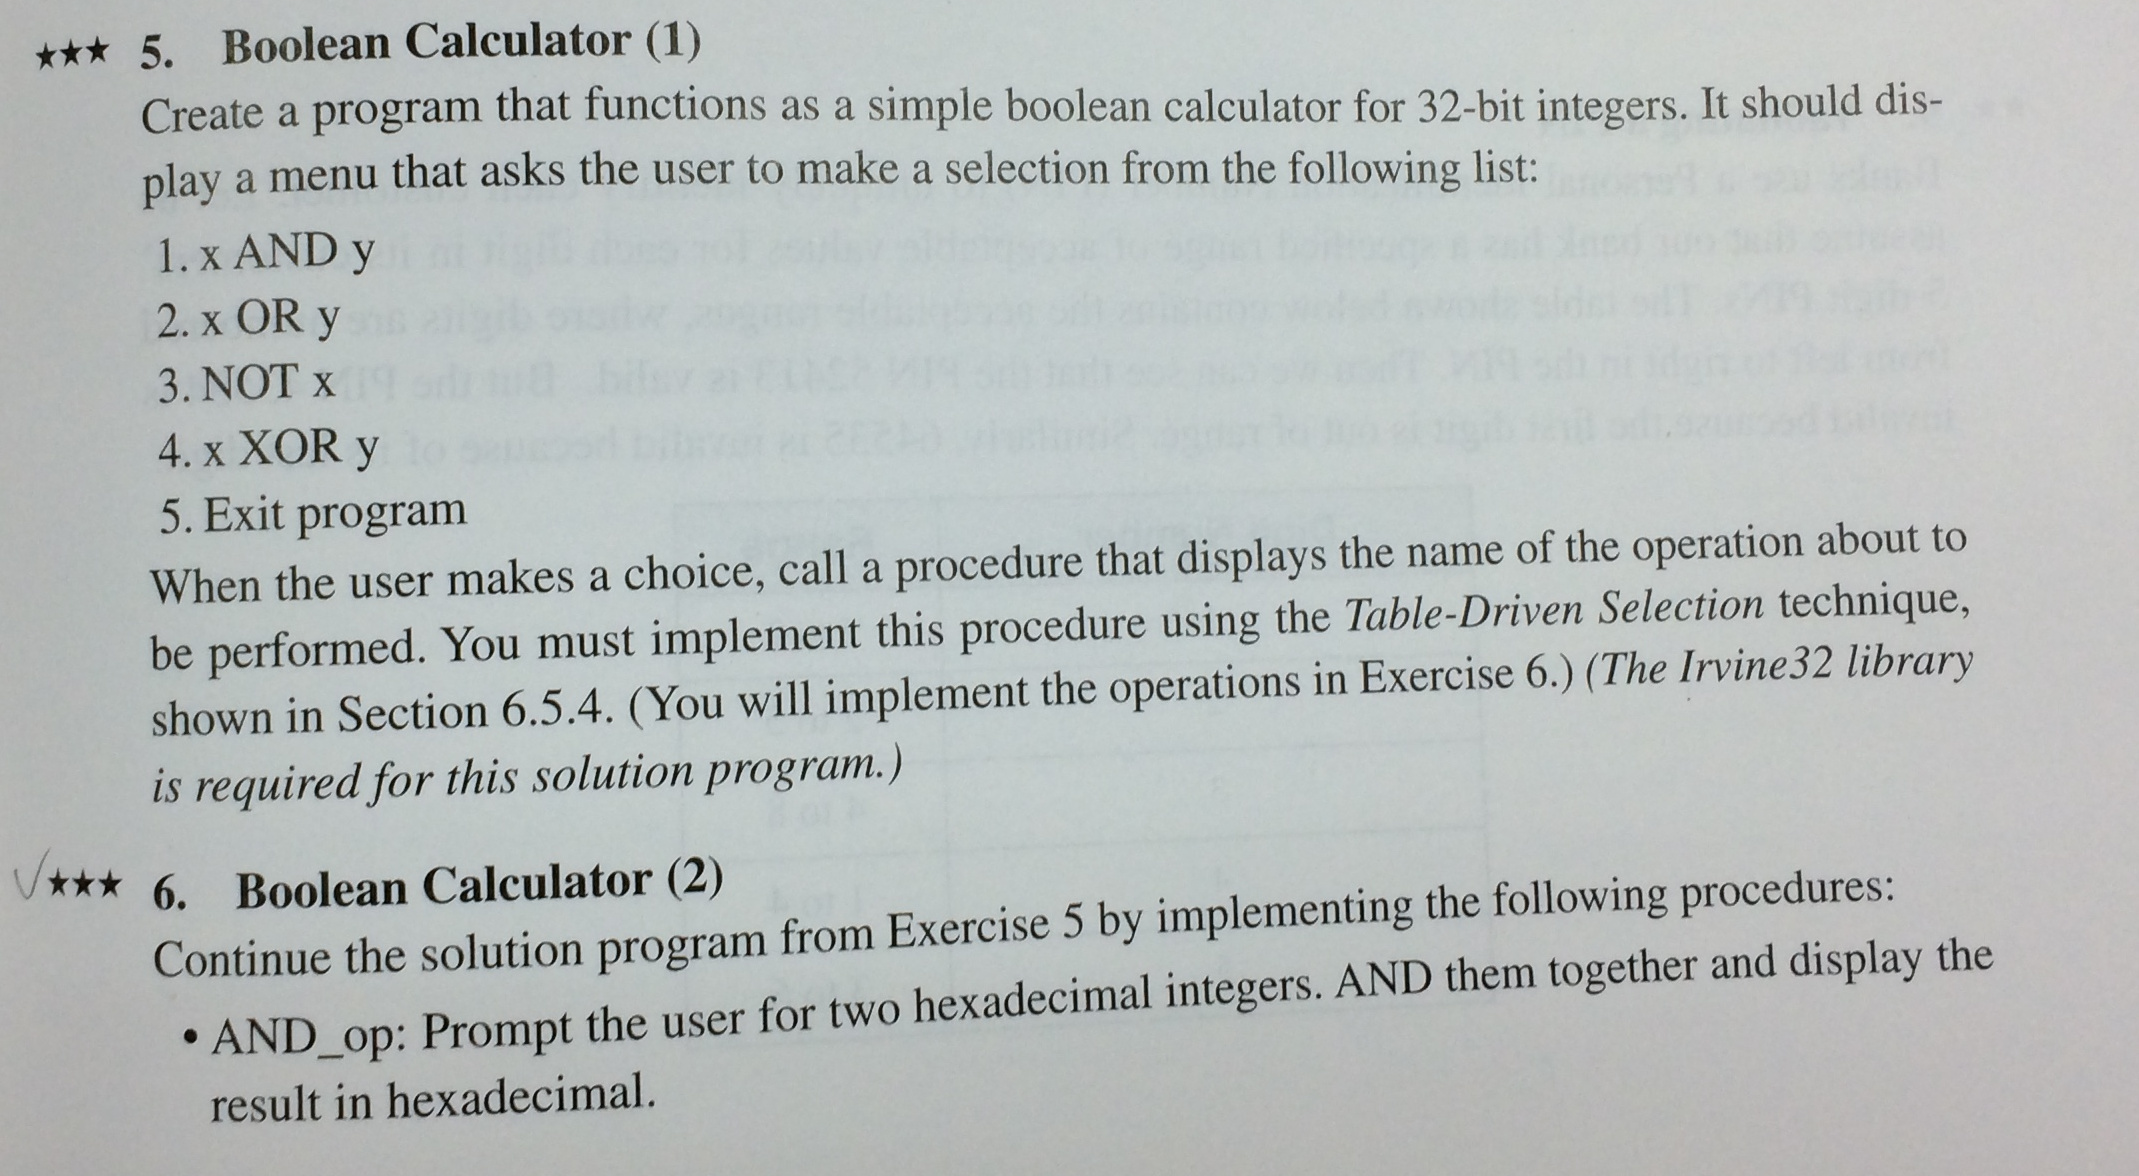 ★★★ 5. Boolean Calculator (1)
Create a program that functions as a simple boolean calculator for 32-bit integers. It should dis-
play a menu that asks the user to make a selection from the following list:
1. x AND y
2. x OR y
3. NOT x
4. x XOR y
5. Exit program
When the user makes a choice, call a procedure that displays the name of the operation about to
be performed. You must implement this procedure using the Table-Driven Selection technique,
shown in Section 6.5.4. (You will implement the operations in Exercise 6.) (The Irvine32 library
is required for this solution program.)
✓★★★ 6. Boolean Calculator (2)
Continue the solution program from Exercise 5 by implementing the following procedures:
• AND_op: Prompt the user for two hexadecimal integers. AND them together and display the
result in hexadecimal.